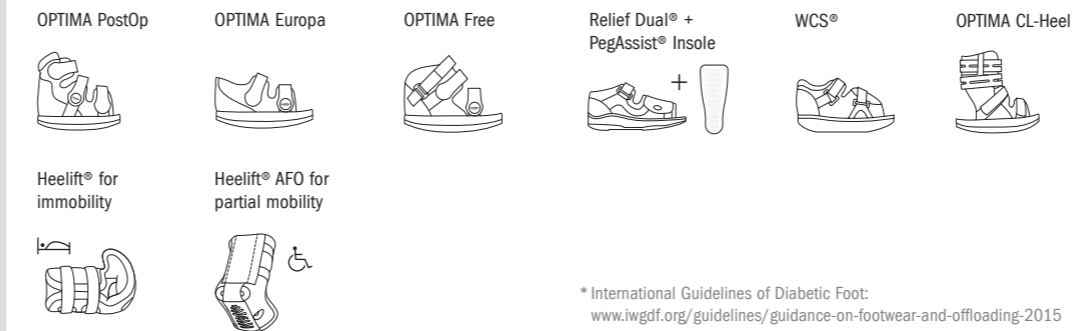 OPTIMA PostOp
OPTIMA Europa
OPTIMA Free
Relief Dual® +
PegAssist® Insole
WCS®
OPTIMA CL-Heel
+
Heelift® for
immobility
Heelift® AFO for
partial mobility
* International Guidelines of Diabetic Foot:
www.iwgdf.org/guidelines/guidance-on-footwear-and-offloading-2015